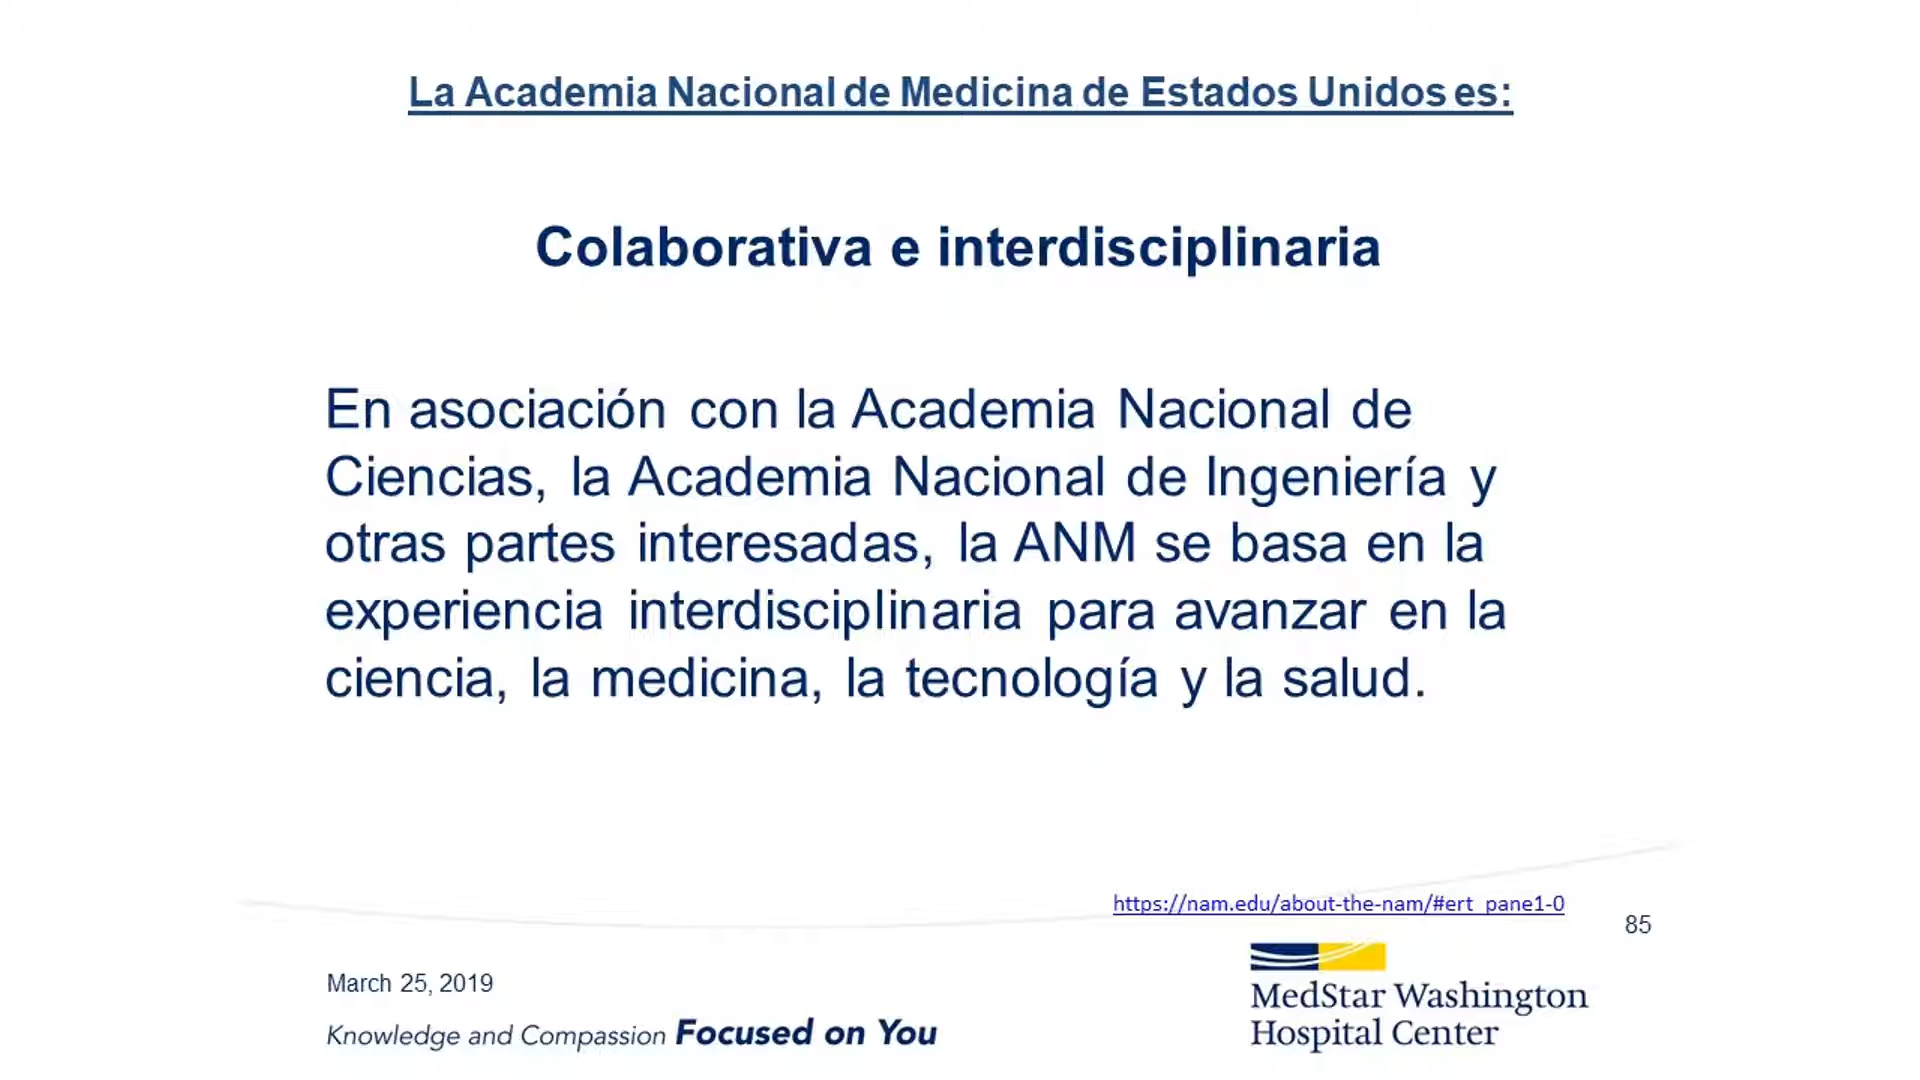 La Academia Nacional de Medicina de Estados Unidos es:
Colaborativa e interdisciplinaria
En asociación con la Academia Nacional de
Ciencias, la Academia Nacional de Ingeniería y
otras partes interesadas, la ANM se basa en la
experiencia interdisciplinaria para avanzar en la
ciencia, la medicina, la tecnología y la salud.
https://nam.edu/about-the-nam/#ert_pane1-0
85
March 25, 2019
Knowledge and Compassion Focused on You
MedStar Washington
Hospital Center